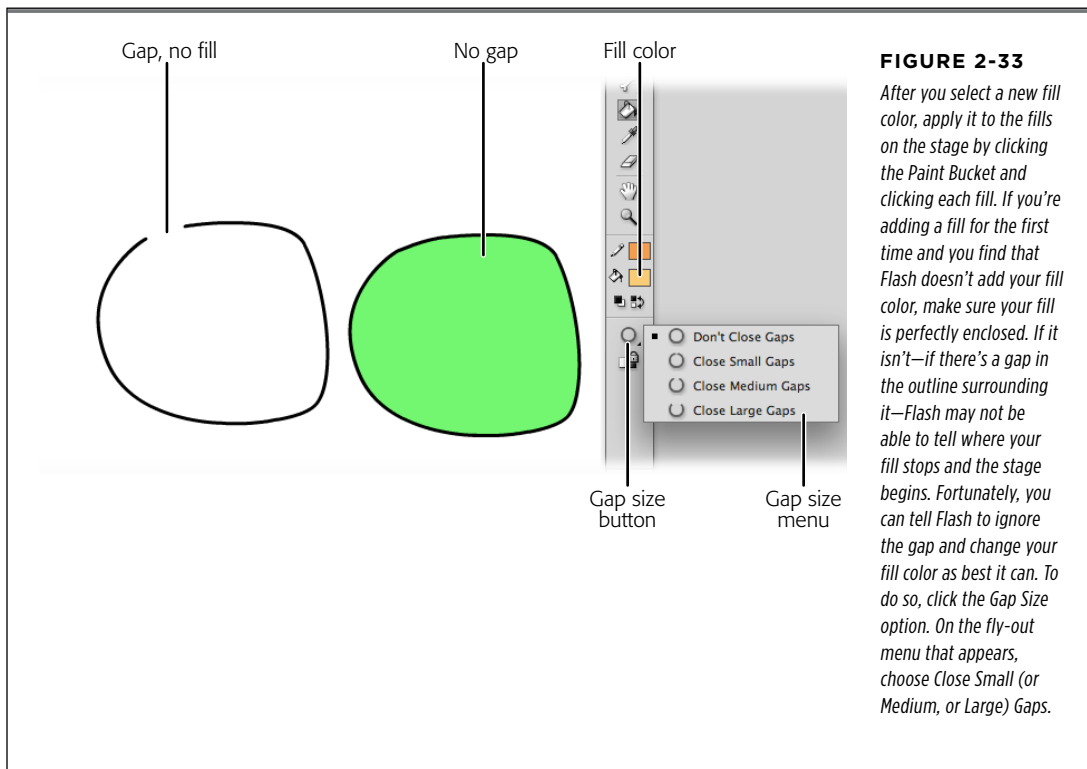 Gap, no fill
No gap
Fill color
Don't Close Gaps
Close Small Gaps
Close Medium Gaps
Close Large Gaps
Gap size
button
Gap size
menu
FIGURE 2-33
After you select a new fill
color, apply it to the fills
on the stage by clicking
the Paint Bucket and
clicking each fill. If you're
adding a fill for the first
time and you find that
Flash doesn't add your fill
color, make sure your fill
is perfectly enclosed. If it
isn't—if there's a gap in
the outline surrounding
it—Flash may not be
able to tell where your
fill stops and the stage
begins. Fortunately, you
can tell Flash to ignore
the gap and change your
fill color as best it can. To
do so, click the Gap Size
option. On the fly-out
menu that appears,
choose Close Small (or
Medium, or Large) Gaps.